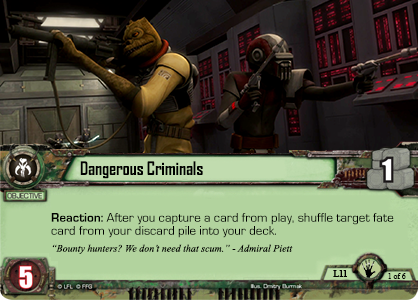 Dangerous Criminals
1
OBJECTIVE
Reaction: After you capture a card from play, shuffle target fate
card from your discard pile into your deck.
“Bounty hunters? We don’t need that scum.” - Admiral Piett
5
© LFL © FFG
Illus. Dmitry Burmak
L11
1 of 6